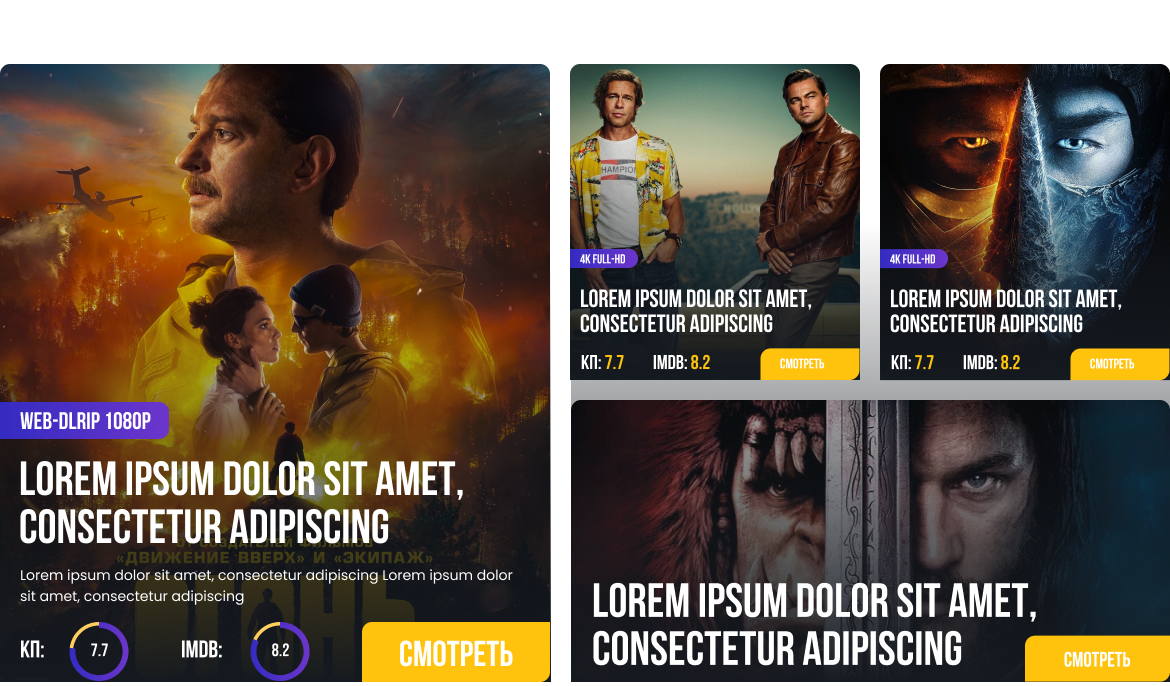 WEB-DLRIP 1080P
LOREM IPSUM DOLOR SIT AMET,
CONSECTETUR ADIPISCING
СОЗДАТЕЛЕЙ ФИЛЬМОВ
«ДВИЖЕНИЕ ВВЕРХ» И «ЭКИПАЖ»
Lorem ipsum dolor sit amet, consectetur adipiscing Lorem ipsum dolor
sit amet, consectetur adipiscing
КП: 7.7 IMDB: 8.2
СМОТРЕТЬ
4K FULL-HD
LOREM IPSUM DOLOR SIT AMET,
CONSECTETUR ADIPISCING
КП: 7.7 IMDB: 8.2 СМОТРЕТЬ
4K FULL-HD
LOREM IPSUM DOLOR SIT AMET,
CONSECTETUR ADIPISCING
КП: 7.7 IMDB: 8.2 СМОТРЕТЬ
LOREM IPSUM DOLOR SIT AMET,
CONSECTETUR ADIPISCING
СМОТРЕТЬ